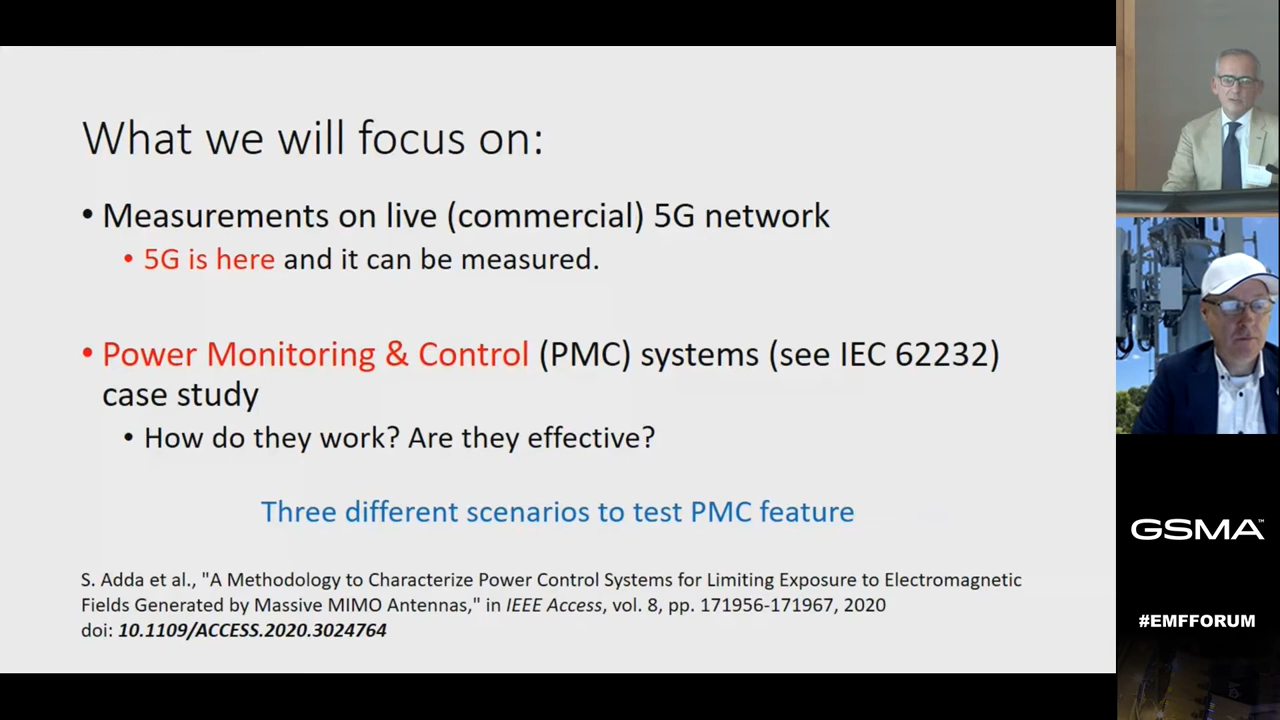 What we will focus on:
• Measurements on live (commercial) 5G network
• 5G is here and it can be measured.
• Power Monitoring & Control (PMC) systems (see IEC 62232)
case study
• How do they work? Are they effective?
Three different scenarios to test PMC feature
S. Adda et al., "A Methodology to Characterize Power Control Systems for Limiting Exposure to Electromagnetic
Fields Generated by Massive MIMO Antennas," in IEEE Access, vol. 8, pp. 171956-171967, 2020
doi: 10.1109/ACCESS.2020.3024764
GSMA™
#EMFFORUM